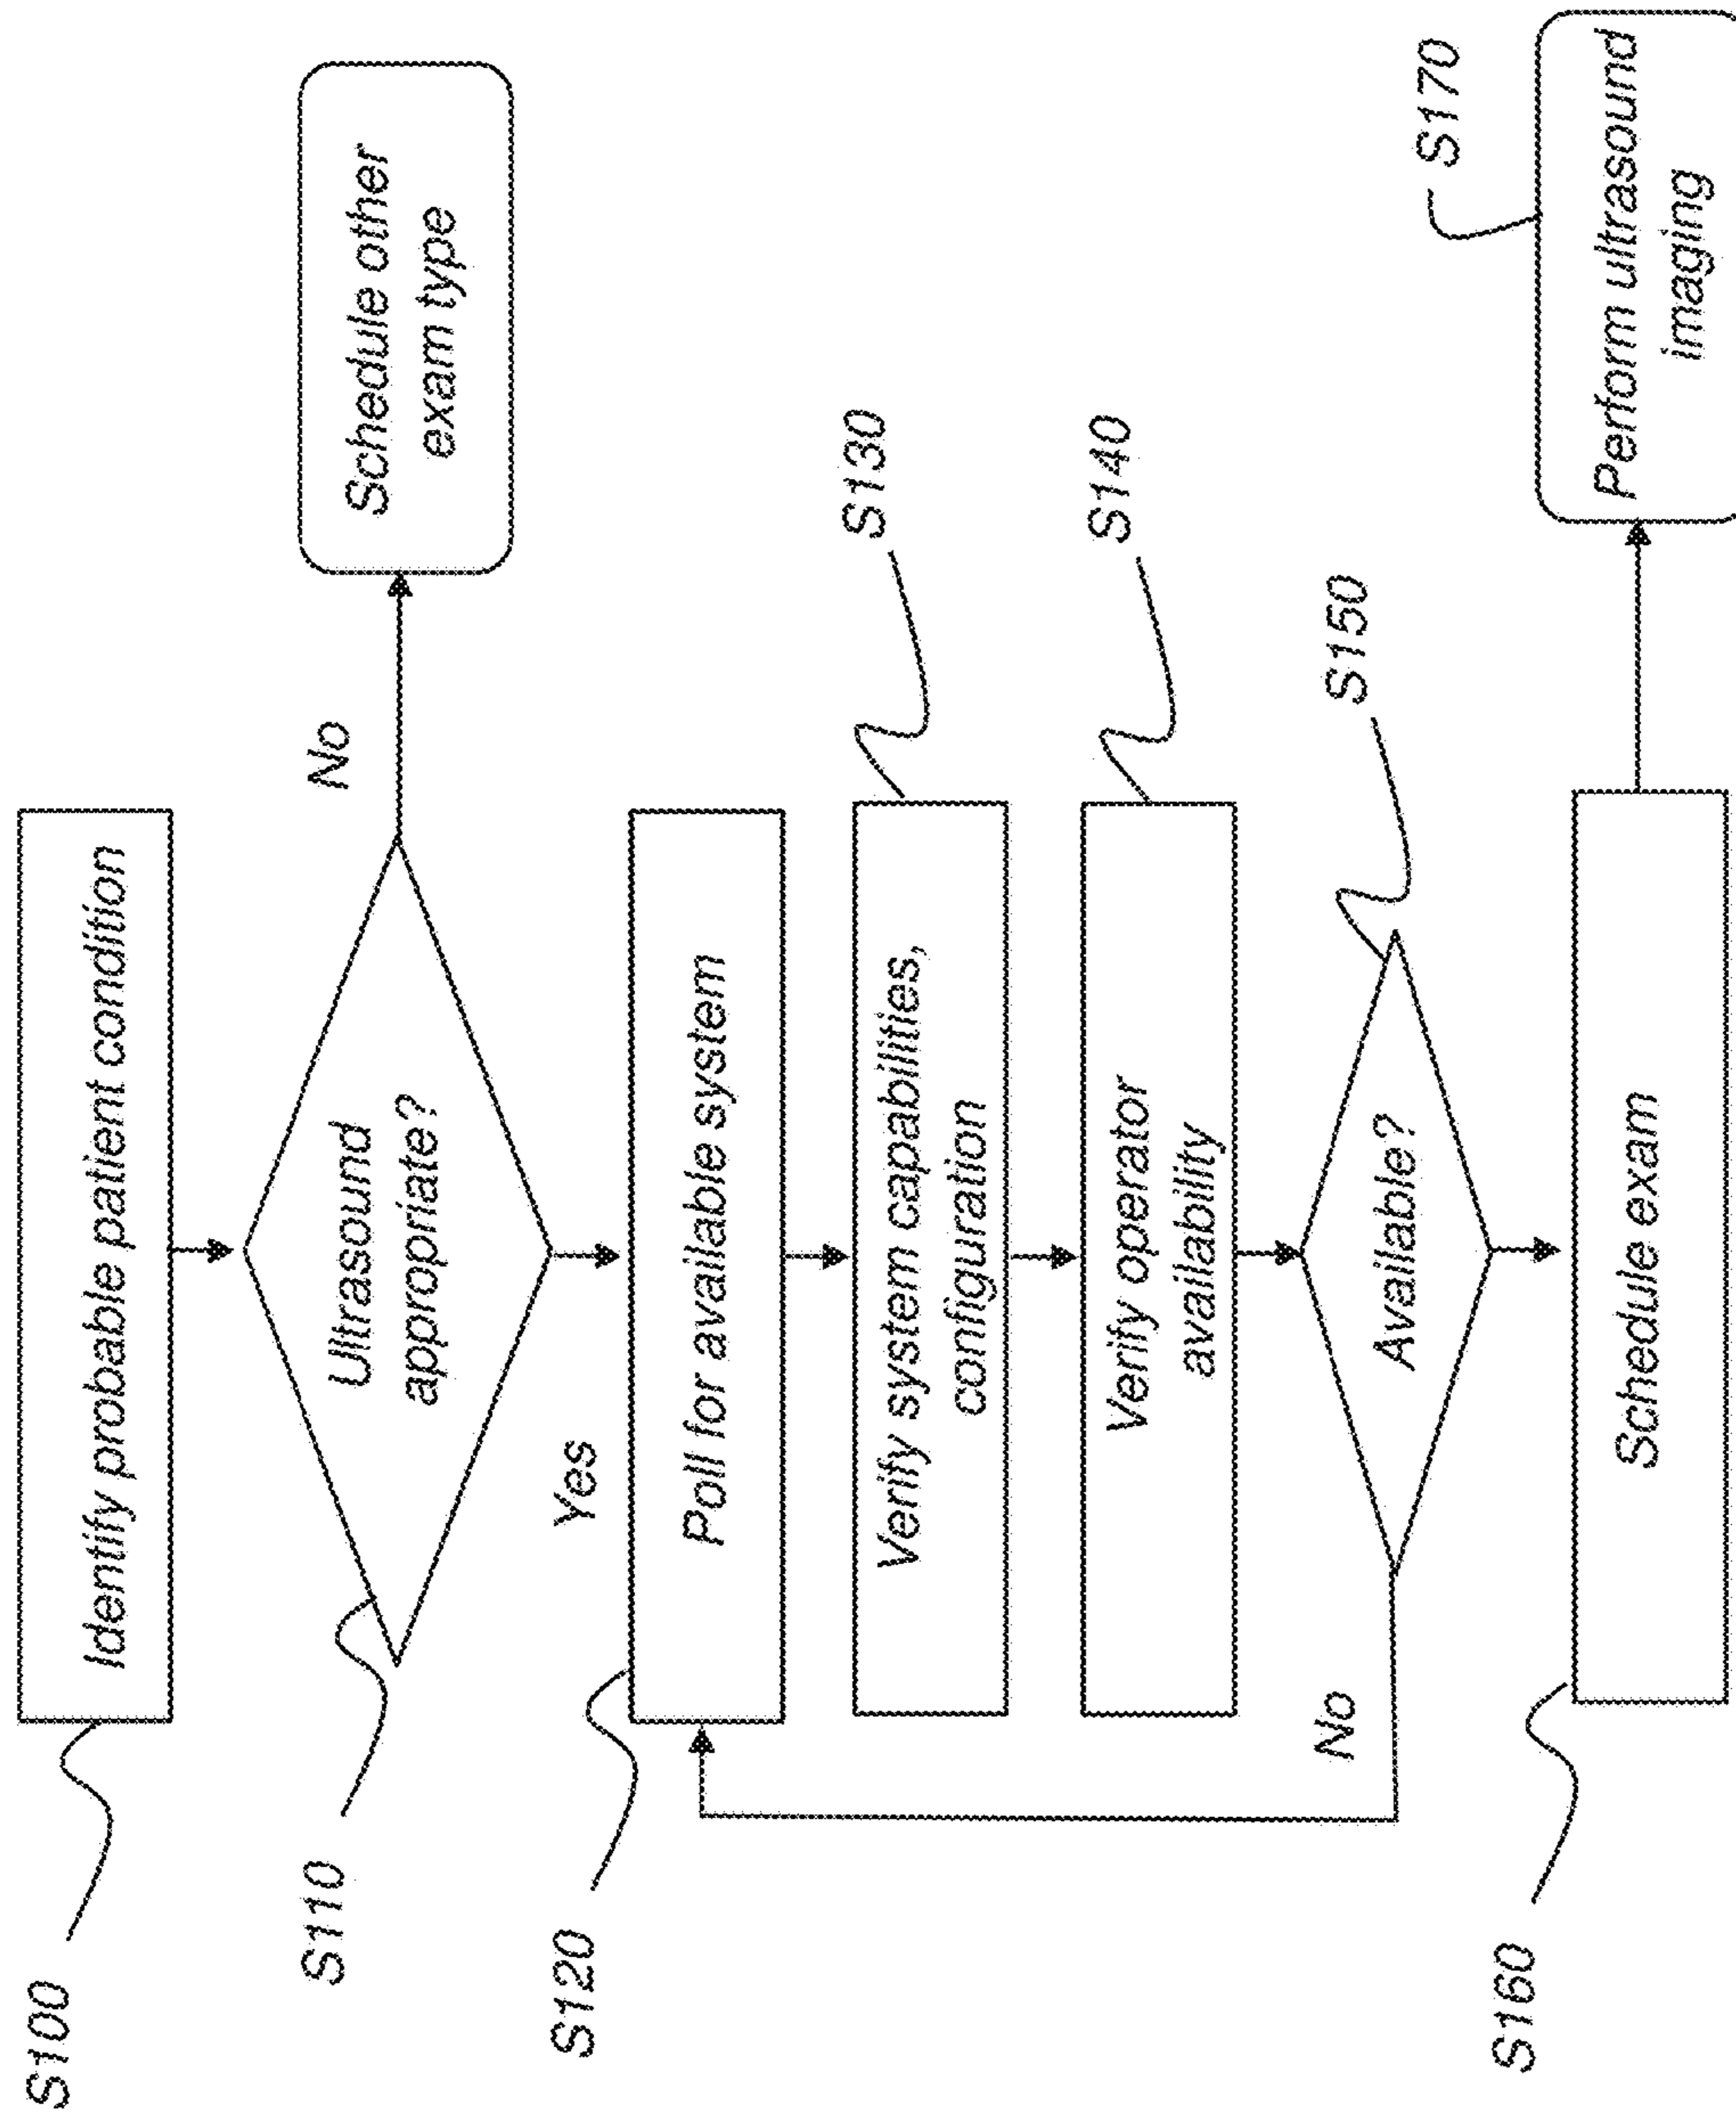 S100
Identify probable patient condition
S110
Ultrasound
appropriate?
No
Schedule other
exam type
Yes
S120
Poll for available system
S130
Verify system capabilities,
configuration
S140
Verify operator
availability
S150
Available?
No
S160
Schedule exam
S170
Perform ultrasound
imaging